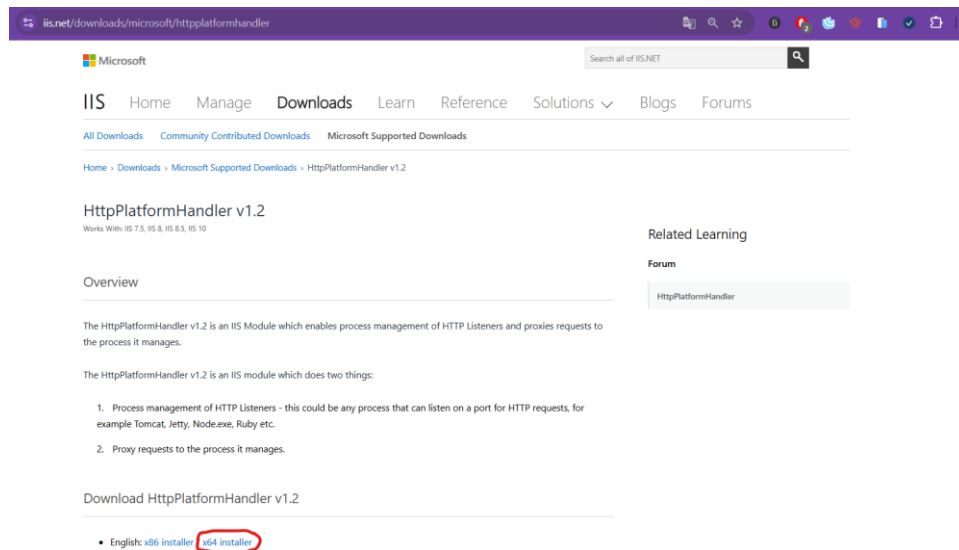 iis.net/downloads/microsoft/httpplatformhandler
Microsoft
Search all of IIS.NET
IIS Home Manage Downloads Learn Reference Solutions Blogs Forums
All Downloads Community Contributed Downloads Microsoft Supported Downloads
Home › Downloads › Microsoft Supported Downloads › HttpPlatformHandler v1.2
HttpPlatformHandler v1.2
Works With: IIS 7.5, IIS 8, IIS 8.5, IIS 10
Related Learning
Forum
HttpPlatformHandler
Overview
The HttpPlatformHandler v1.2 is an IIS Module which enables process management of HTTP Listeners and proxies requests to
the process it manages.
The HttpPlatformHandler v1.2 is an IIS module which does two things:
1. Process management of HTTP Listeners - this could be any process that can listen on a port for HTTP requests, for
example Tomcat, Jetty, Node.exe, Ruby etc.
2. Proxy requests to the process it manages.
Download HttpPlatformHandler v1.2
• English: x86 installer x64 installer